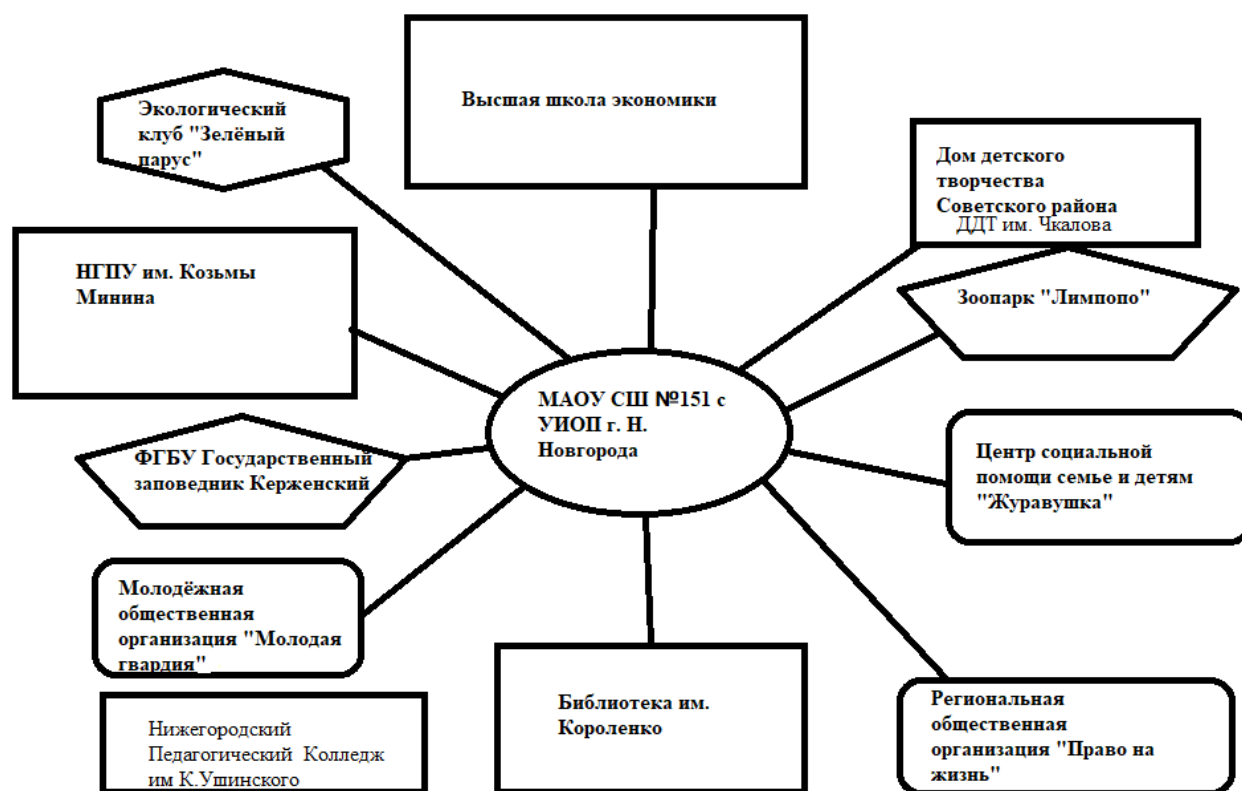 Высшая школа экономики
Экологический
клуб "Зелёный
парус"
Дом детского
творчества
Советского района
ДДТ им. Чкалова
НГПУ им. Козьмы
Минина
Зоопарк "Лимпопо"
МАОУ СШ №151 с
УИОП г. Н.
Новгорода
ФГБУ Государственный
заповедник Керженский
Центр социальной
помощи семье и детям
"Журавушка"
Молодёжная
общественная
организация "Молодая
гвардия"
Библиотека им.
Короленко
Региональная
общественная
организация "Право на
жизнь"
Нижегородский
Педагогический Колледж
им К.Ушинского